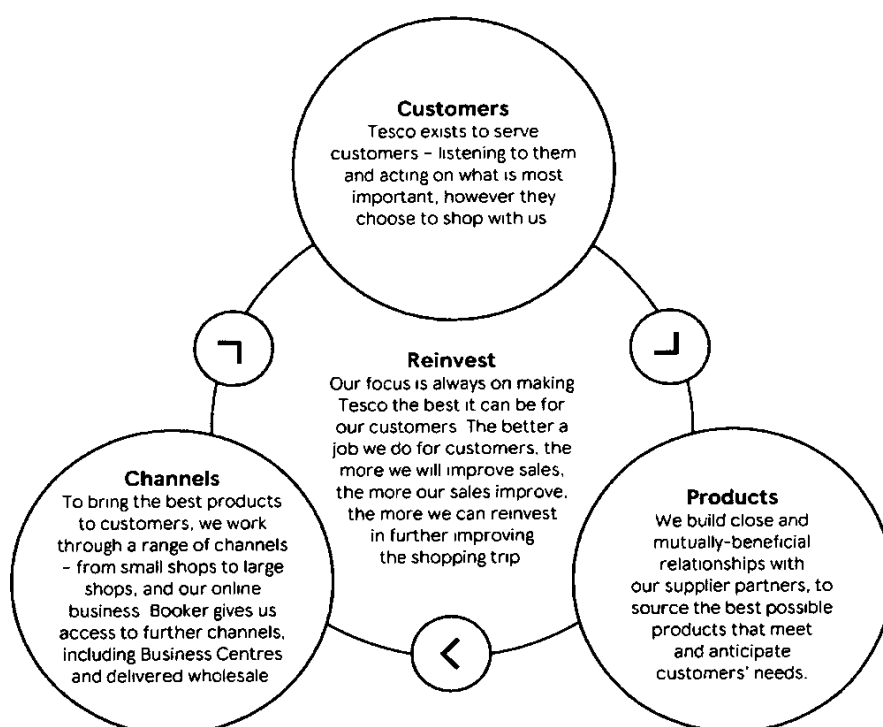 Customers
Tesco exists to serve
customers – listening to them
and acting on what is most
important, however they
choose to shop with us
Reinvest
Our focus is always on making
Tesco the best it can be for
our customers The better a
job we do for customers, the
more we will improve sales,
the more our sales improve,
the more we can reinvest
in further improving
the shopping trip
Channels
To bring the best products
to customers, we work
through a range of channels
– from small shops to large
shops, and our online
business Booker gives us
access to further channels,
including Business Centres
and delivered wholesale
Products
We build close and
mutually-beneficial
relationships with
our supplier partners, to
source the best possible
products that meet
and anticipate
customers' needs.